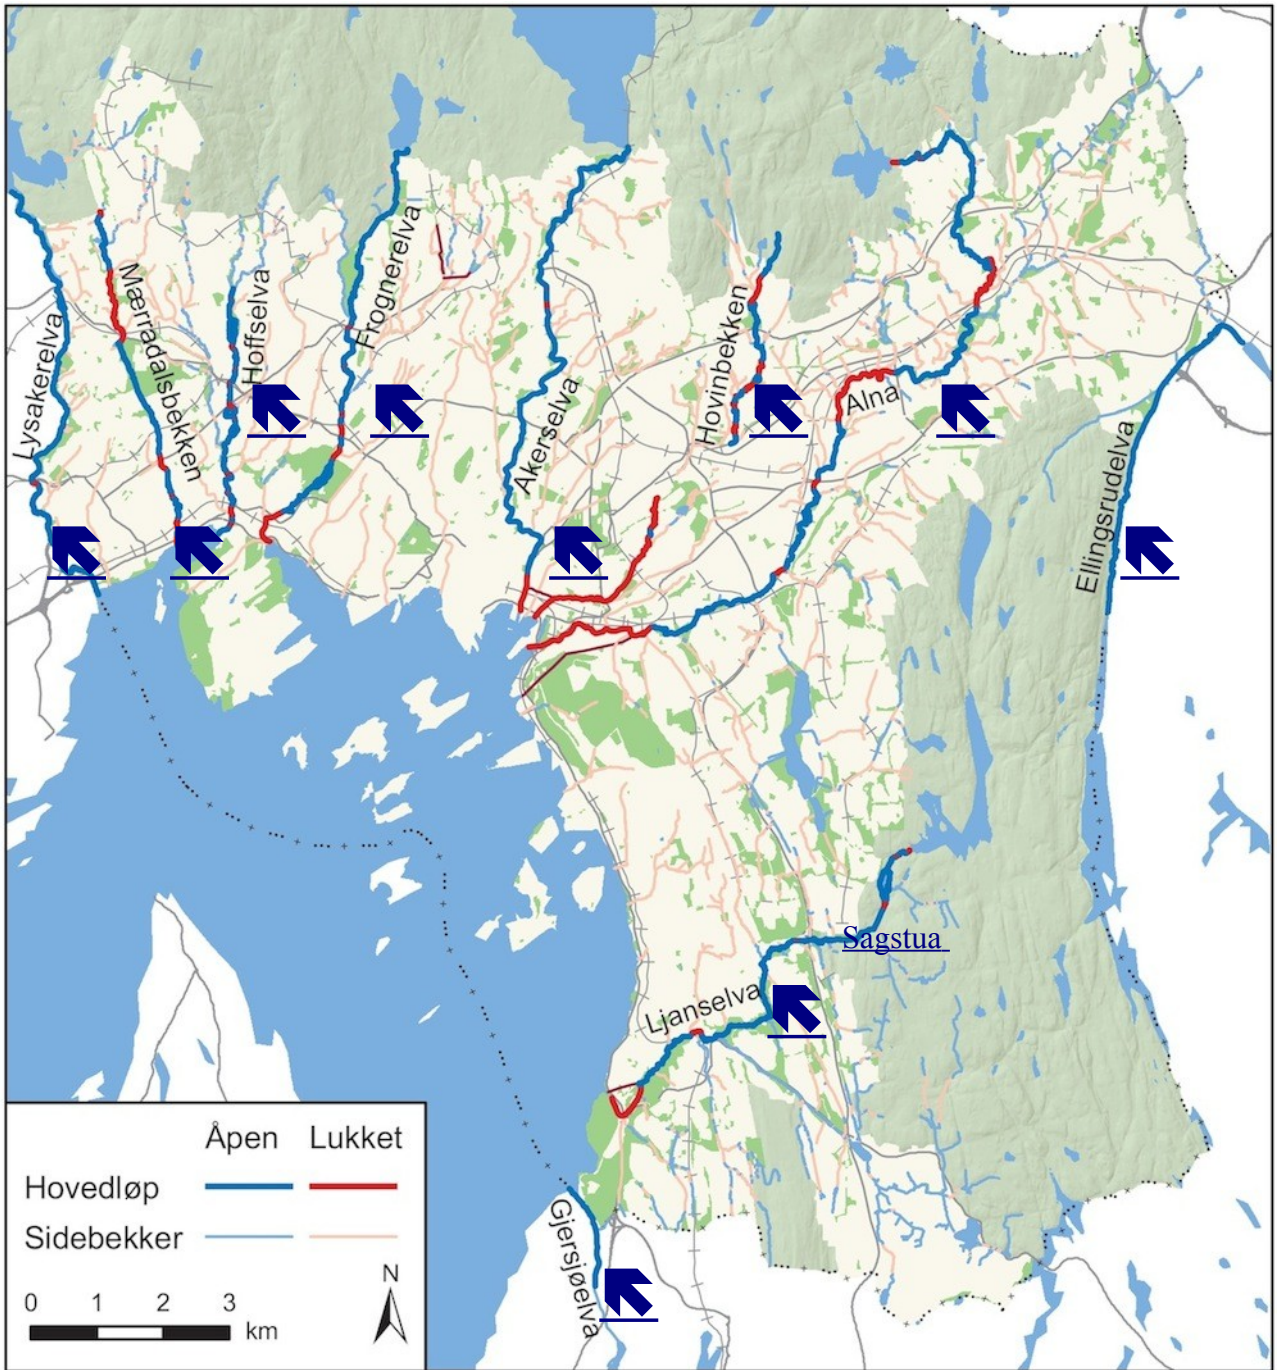 Lysakerelva
Mærradalsbekken
Hoffselva
Frognerelva
Akerselva
Hovinbekken
Alna
Ellingsrudelva
Sagstua
Ljanselva
Gjersjøelva
Åpen Lukket
Hovedløp
Sidebekker
N
0 1 2 3 km